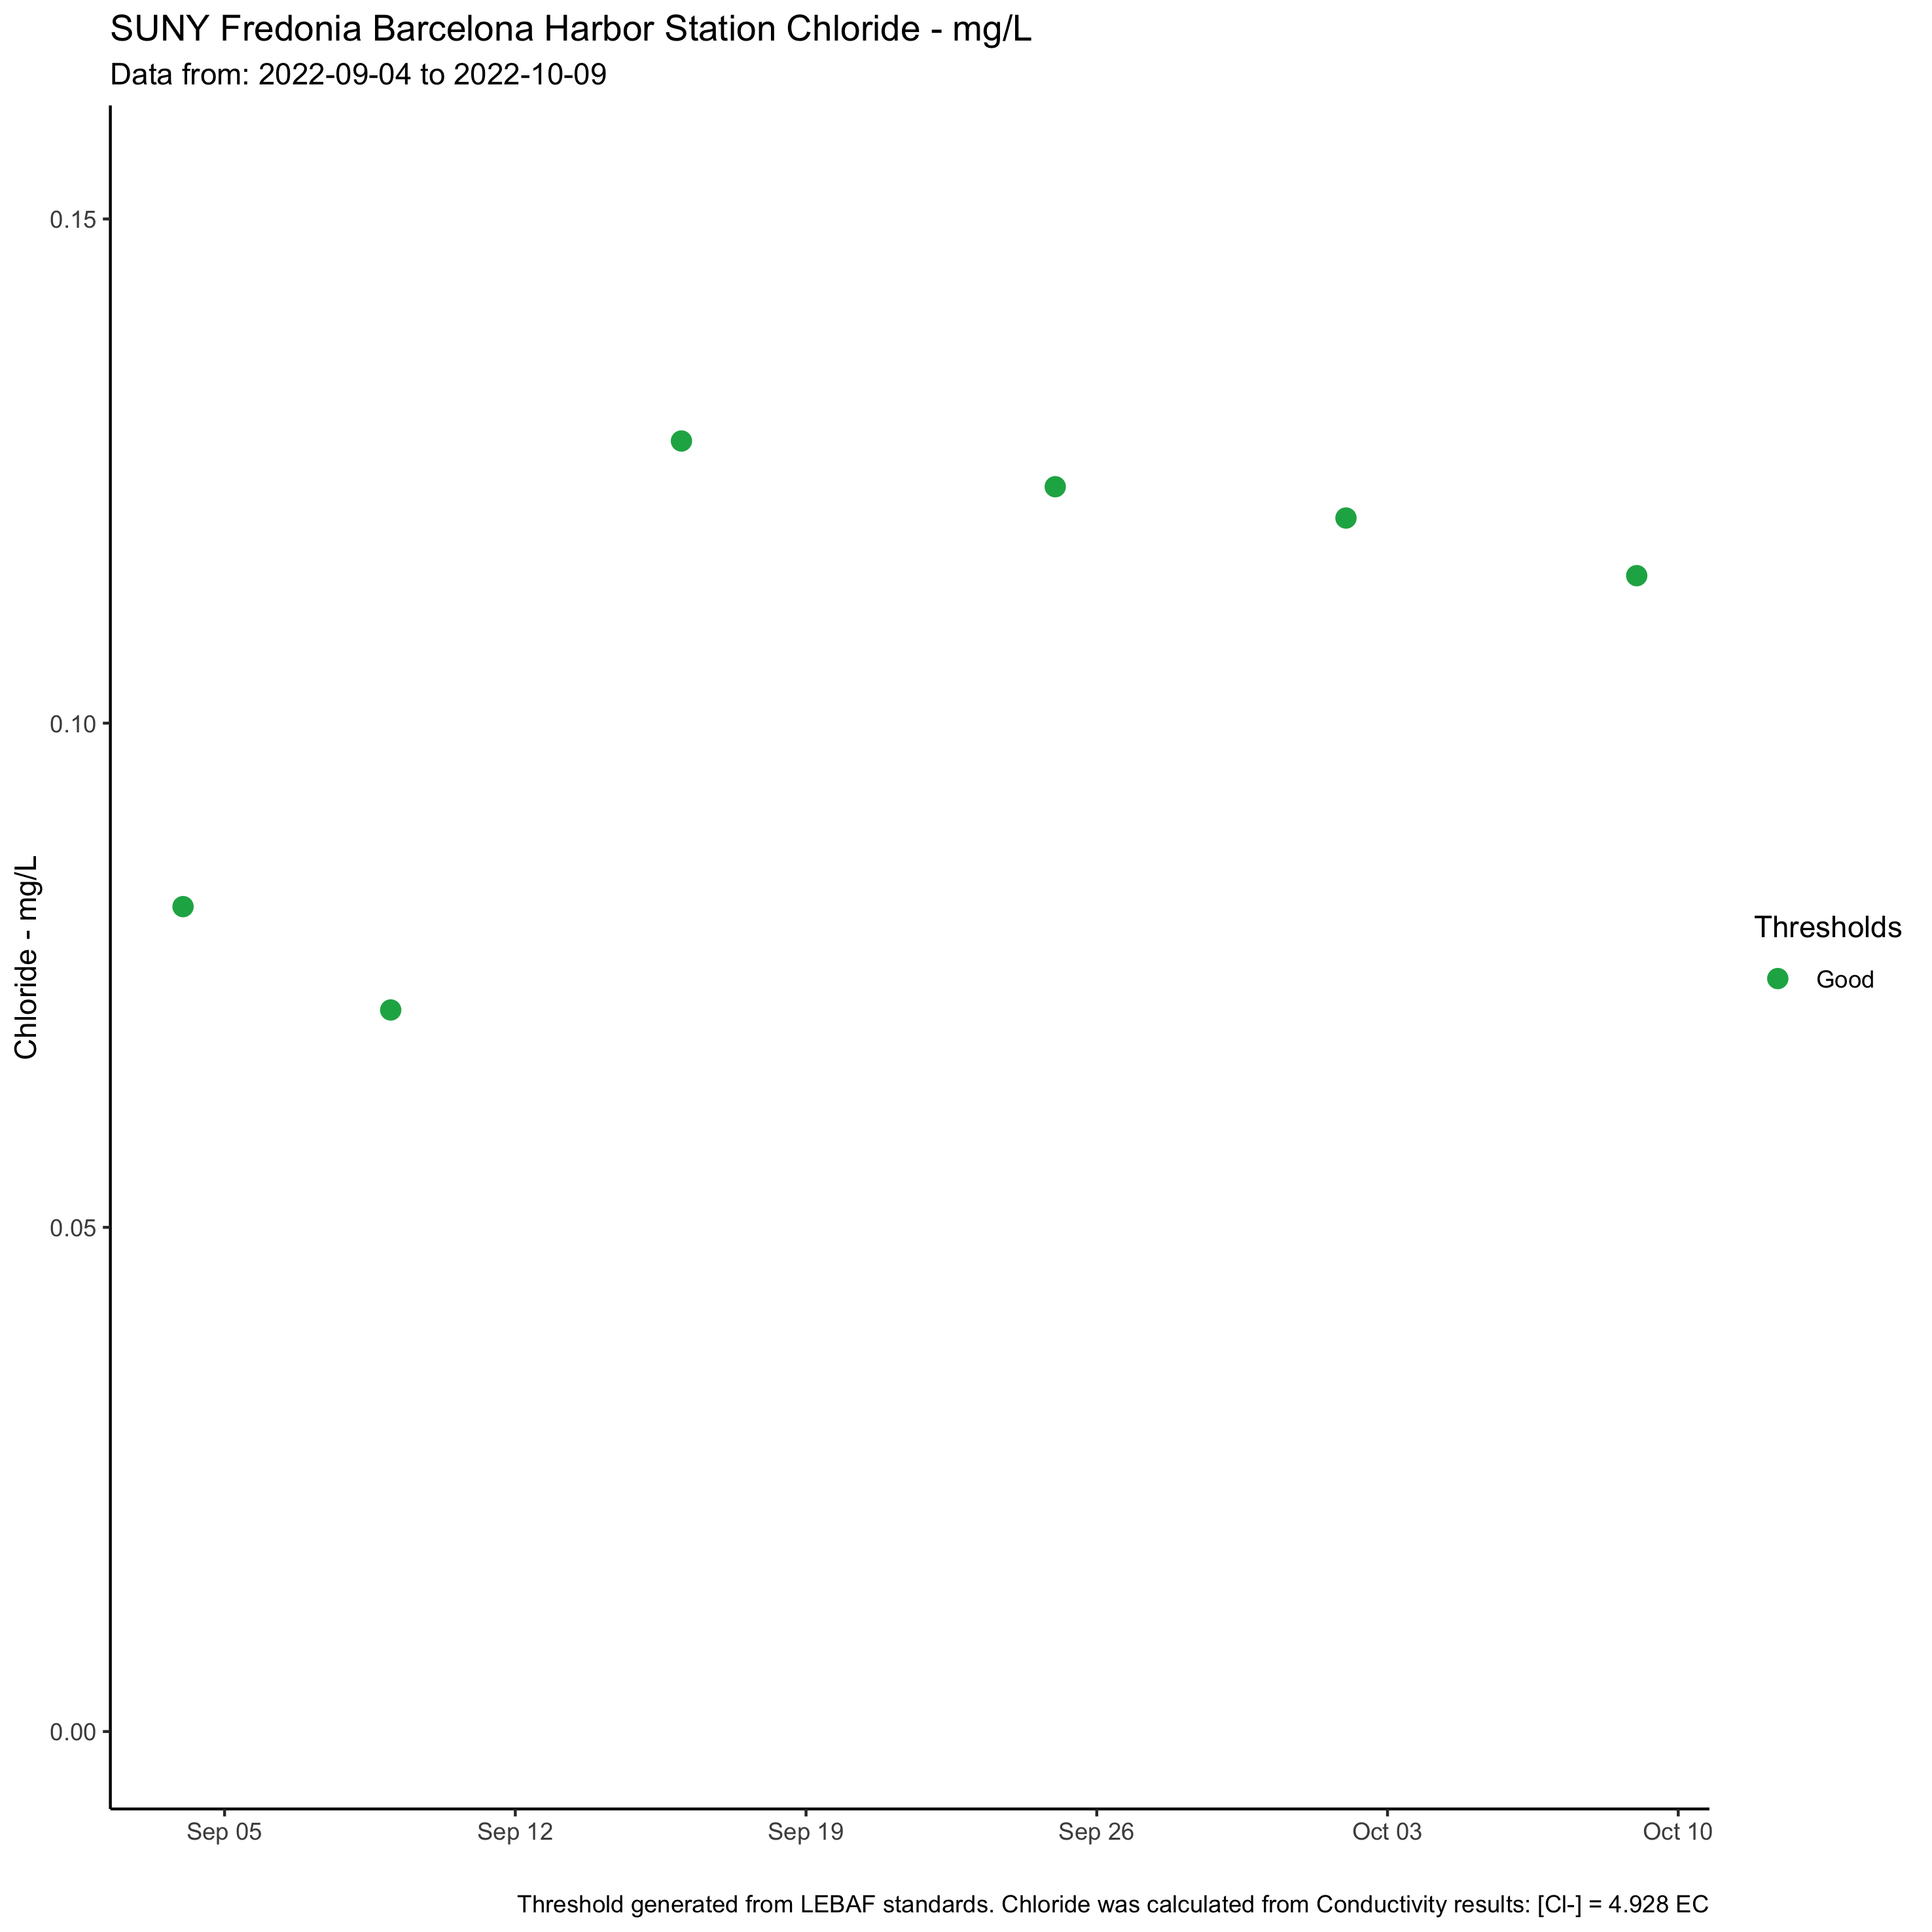 SUNY Fredonia Barcelona Harbor Station Chloride - mg/L
Data from: 2022-09-04 to 2022-10-09
Chloride - mg/L
0.15
0.10
0.05
0.00
Sep 05
Sep 12
Sep 19
Sep 26
Oct 03
Oct 10
Thresholds
Good
Threshold generated from LEBAF standards. Chloride was calculated from Conductivity results: [Cl-] = 4.928 EC